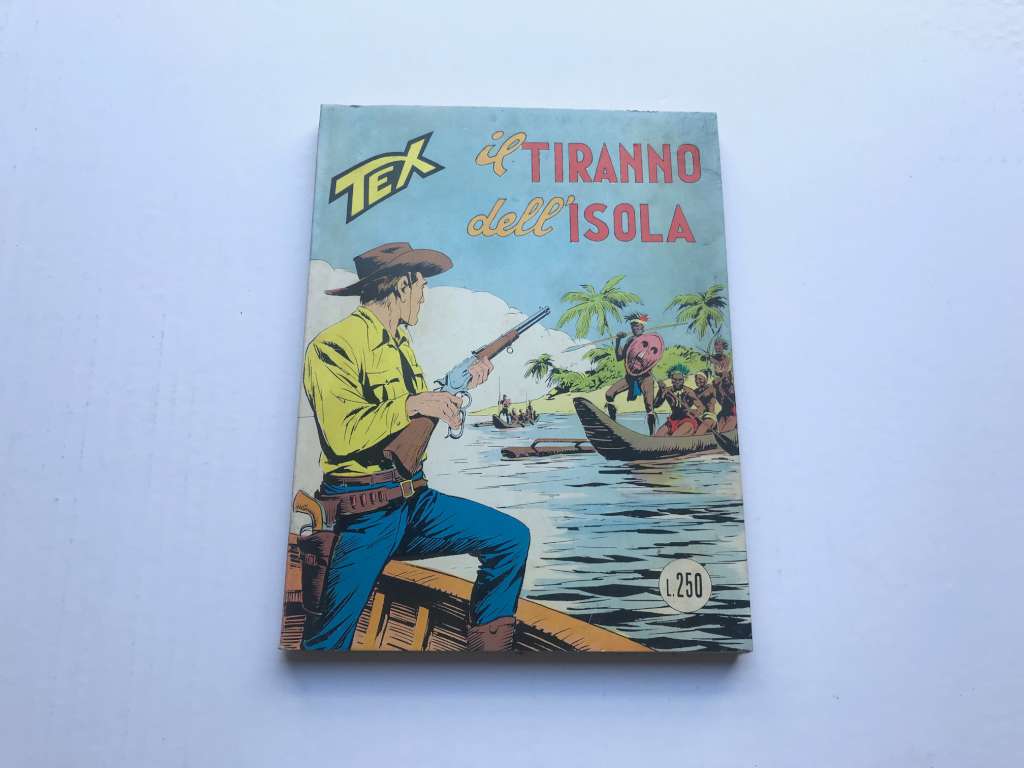 TEX
il TIRANNO
dell'ISOLA
L.250